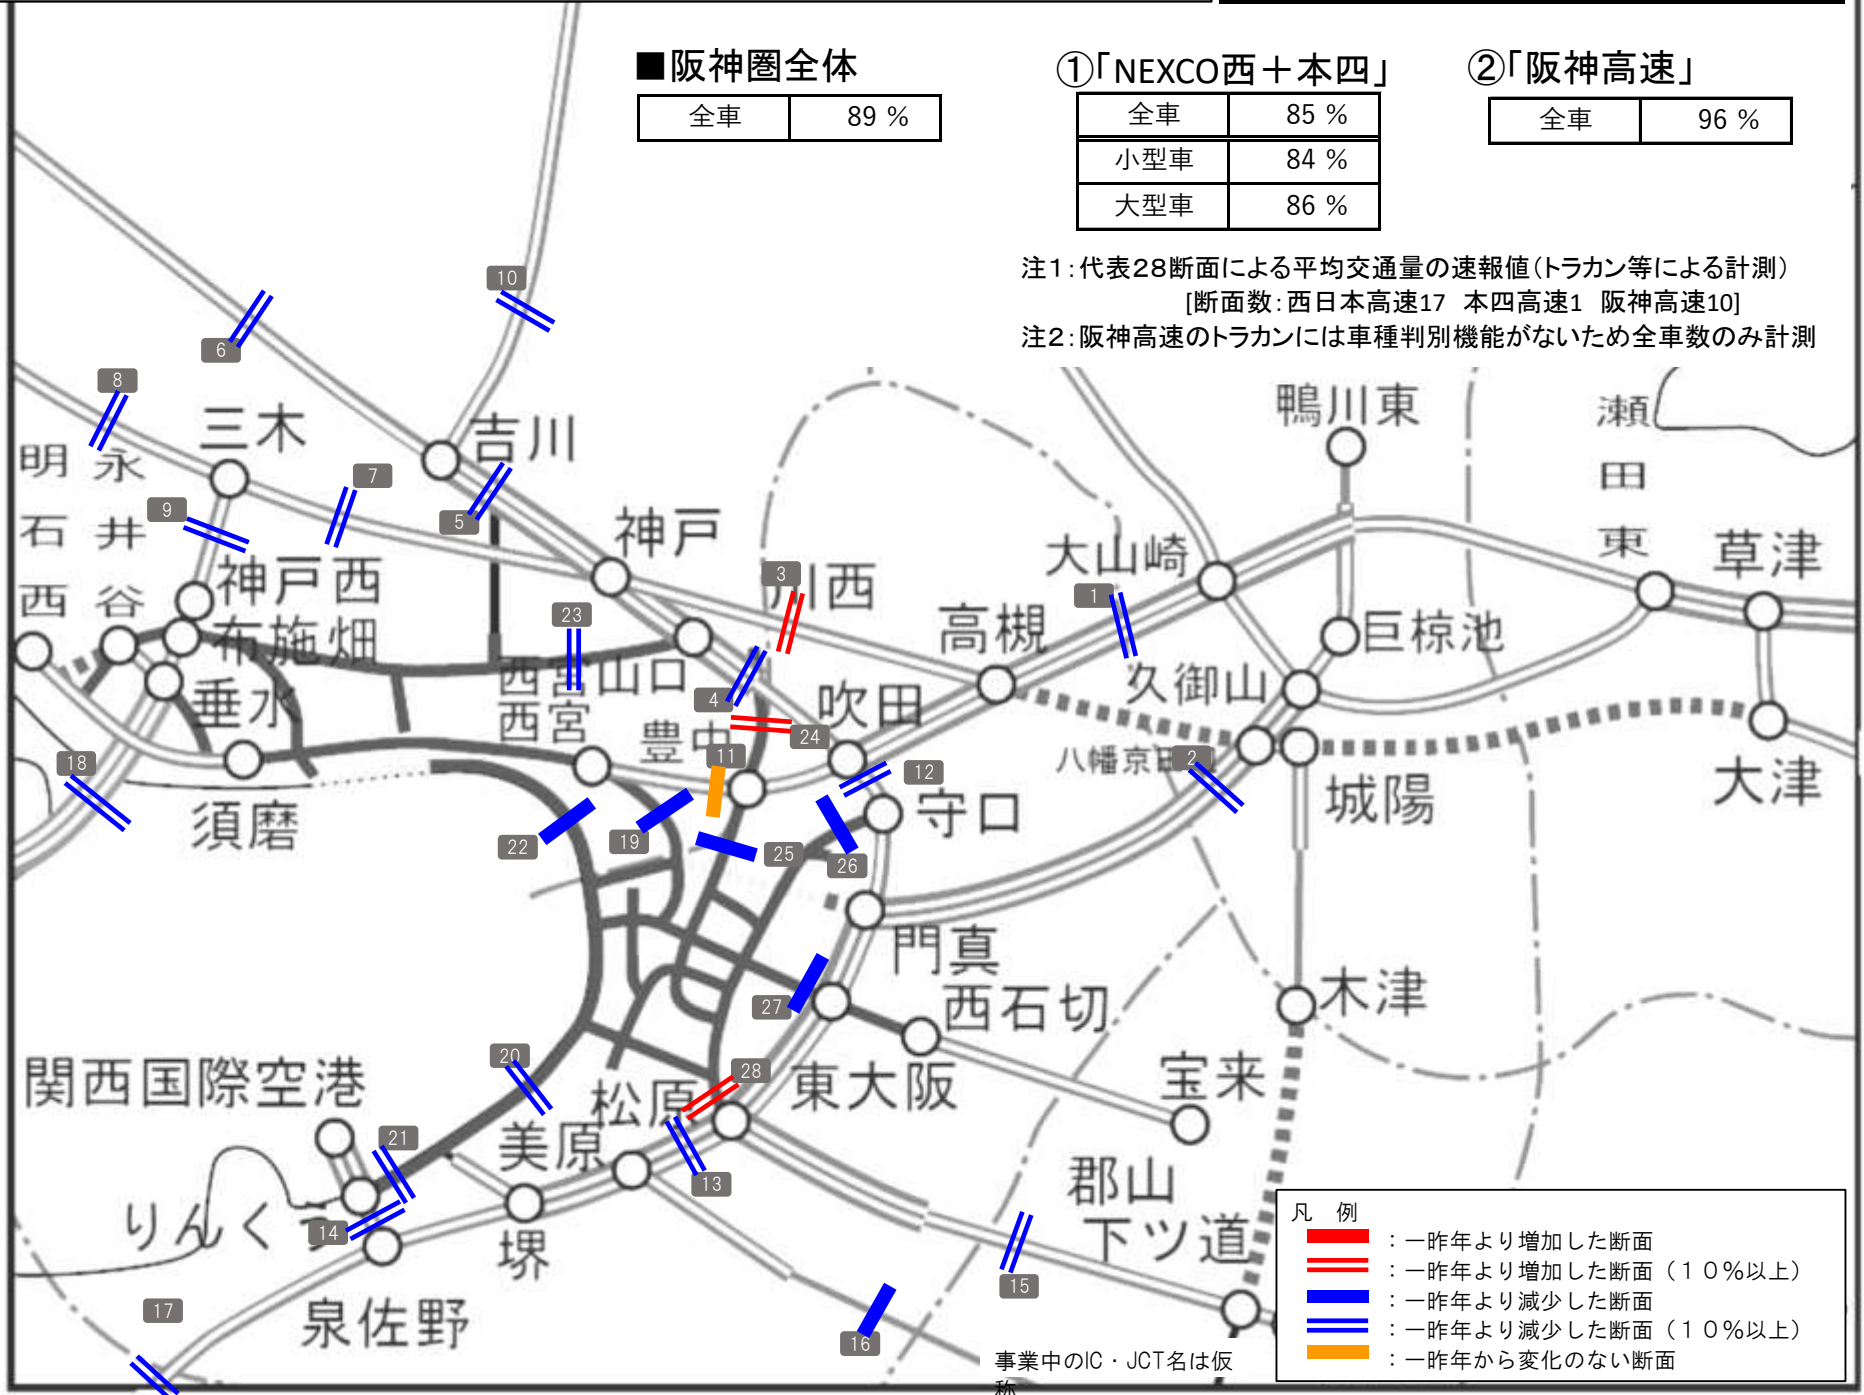 ■阪神圏全体
全車 89 %
①「NEXCO西＋本四」
全車 85 %
小型車 84 %
大型車 86 %
②「阪神高速」
全車 96 %
注1：代表28断面による平均交通量の速報値（トラカン等による計測）
[断面数：西日本高速17 本四高速1 阪神高速10]
注2：阪神高速のトラカンには車種判別機能がないため全車数のみ計測
10
6
8
三木
吉川
鴨川東
瀬田東
明石西
永井谷
7
9
5
神戸
大山崎
草津
神戸西
3
川西
1
23
高槻
巨椋池
布施畑
西宮山口
久御山
垂水
4
吹田
西宮
豊中
24
11
12
八幡京田
2
大津
18
城陽
須磨
守口
22
19
25
26
門真
27
西石切
木津
20
関西国際空港
松原
28
東大阪
宝来
21
美原
13
郡山
りんくう
14
堺
下ツ道
15
17
泉佐野
16
事業中のIC・JCT名は仮
称
凡 例
：一昨年より増加した断面
：一昨年より増加した断面（１０％以上）
：一昨年より減少した断面
：一昨年より減少した断面（１０％以上）
：一昨年から変化のない断面